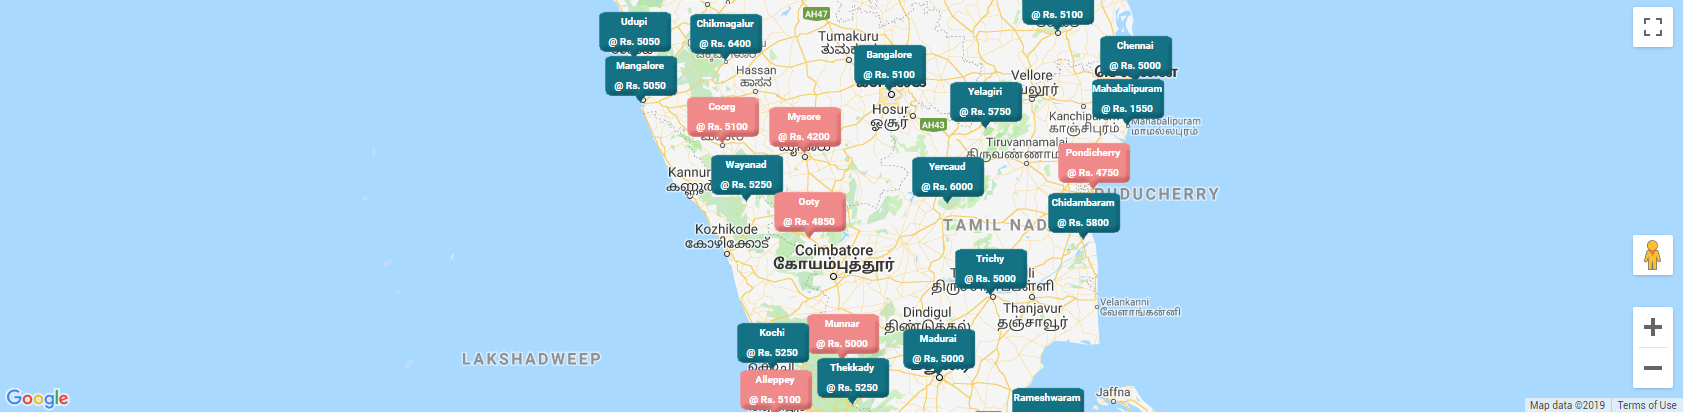 @ Rs. 5100
AH47
Udupi
@ Rs. 5050
Chikmagalur
@ Rs. 6400
Tumakuru
Bangalore
@ Rs. 5100
Chennai
@ Rs. 5000
Mangalore
@ Rs. 5050
Hassan
ಹಾಸನ
Vellore
Yelagiri
@ Rs. 5750
Mahabalipuram
@ Rs. 1550
Coorg
@ Rs. 5100
Mysore
@ Rs. 4200
Hosur
ஓசூர்
AH43
Kanchipuram
காஞ்சிபுரம்
Mahabalipuram
மாமல்லபுரம்
Tiruvannamalai
Pondicherry
@ Rs. 4750
Wayanad
@ Rs. 5250
Yercaud
@ Rs. 6000
PUDUCHERRY
Ooty
@ Rs. 4850
Chidambaram
@ Rs. 5800
TAMIL NAD
Kozhikode
கோழிக்கோட்
Coimbatore
கோயம்புத்தூர்
Trichy
@ Rs. 5000
Thanjavur
தஞ்சாவூர்
Velankanni
வேளாங்கன்னி
Dindigul
திண்டுக்கல்
Kochi
@ Rs. 5250
Munnar
@ Rs. 5000
Madurai
@ Rs. 5000
LAKSHADWEEP
Thekkady
@ Rs. 5250
Alleppey
@ Rs. 5100
Rameshwaram
Jaffna
Google
Map data ©2019
Terms of Use